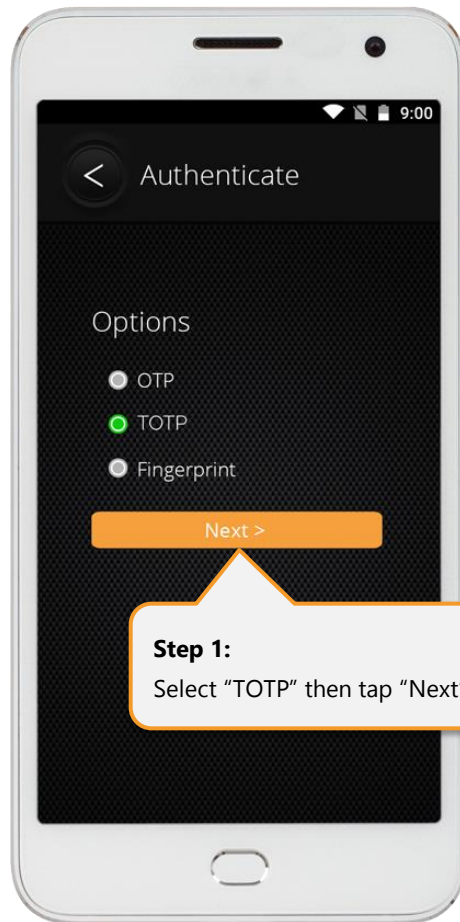 9:00
< Authenticate
Options
OTP
TOTP
Fingerprint
Next >
Step 1:
Select “TOTP” then tap “Next